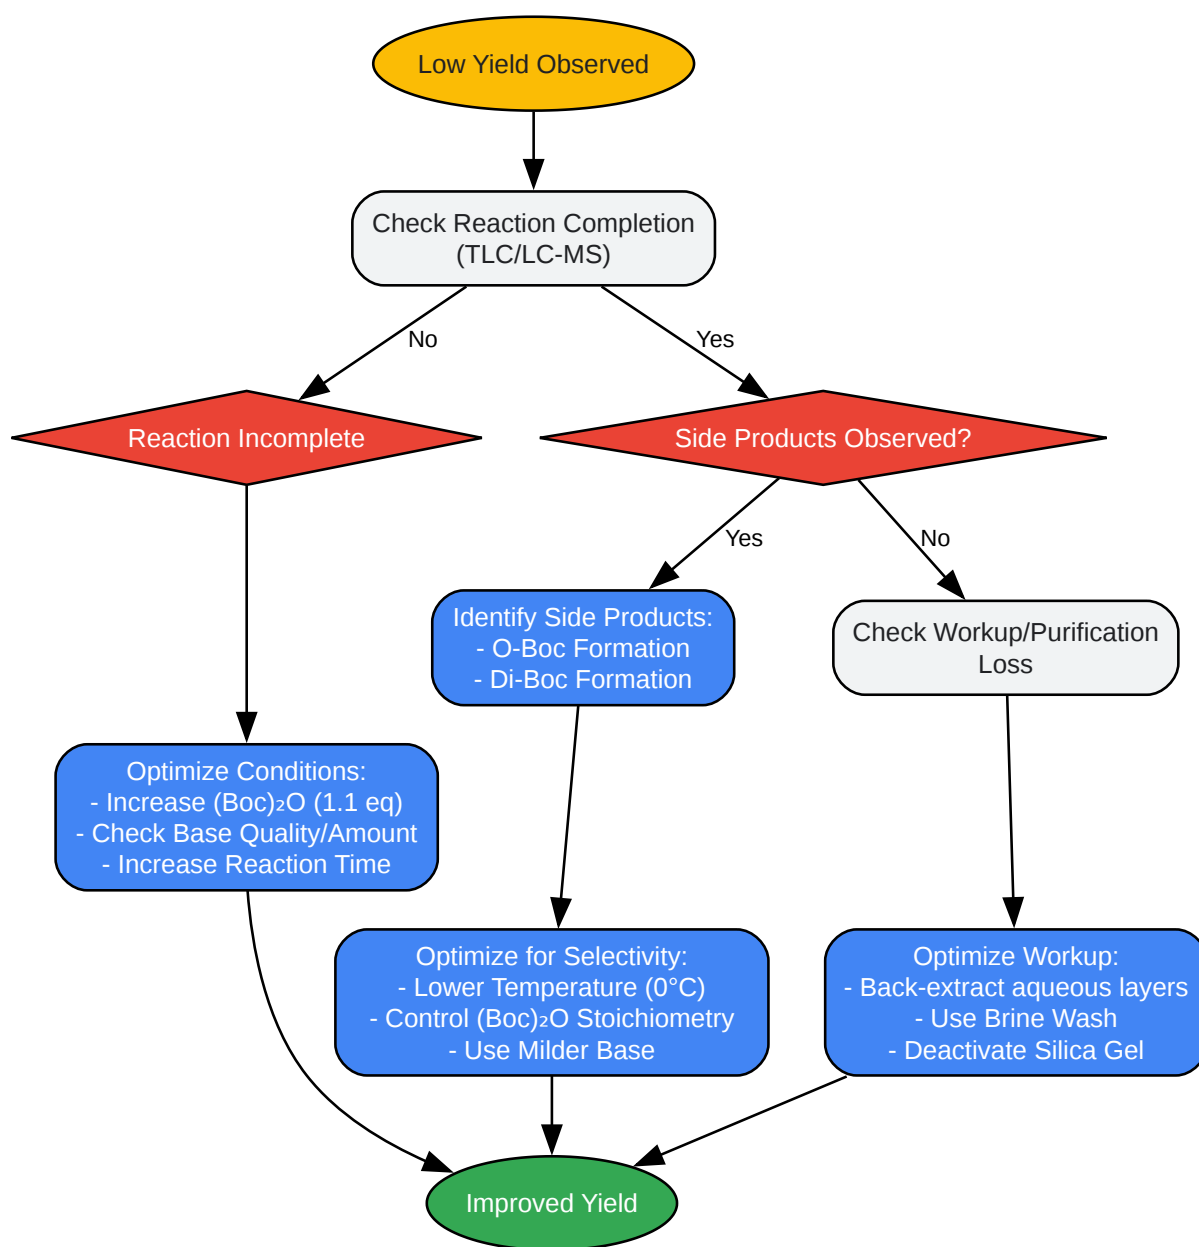 Low Yield Observed
Check Reaction Completion
(TLC/LC-MS)
No
Yes
Reaction Incomplete
Side Products Observed?
Yes
No
Identify Side Products:
- O-Boc Formation
- Di-Boc Formation
Check Workup/Purification
Loss
Optimize Conditions:
- Increase (Boc)₂O (1.1 eq)
- Check Base Quality/Amount
- Increase Reaction Time
Optimize for Selectivity:
- Lower Temperature (0°C)
- Control (Boc)₂O Stoichiometry
- Use Milder Base
Optimize Workup:
- Back-extract aqueous layers
- Use Brine Wash
- Deactivate Silica Gel
Improved Yield